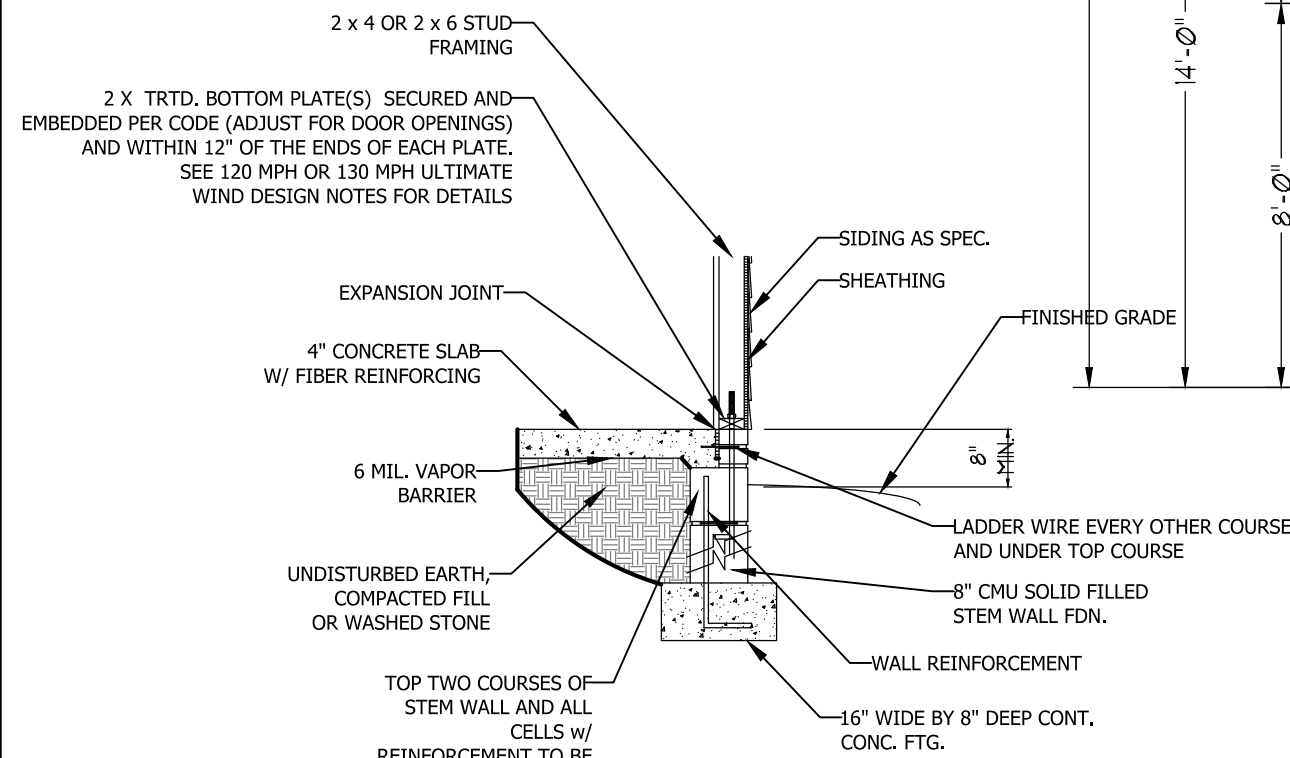 2 x 4 OR 2 x 6 STUD
FRAMING
2 X TRTD. BOTTOM PLATE(S) SECURED AND
EMBEDDED PER CODE (ADJUST FOR DOOR OPENINGS)
AND WITHIN 12" OF THE ENDS OF EACH PLATE.
SEE 120 MPH OR 130 MPH ULTIMATE
WIND DESIGN NOTES FOR DETAILS
EXPANSION JOINT
4" CONCRETE SLAB
W/ FIBER REINFORCING
6 MIL. VAPOR
BARRIER
UNDISTURBED EARTH,
COMPACTED FILL
OR WASHED STONE
TOP TWO COURSES OF
STEM WALL AND ALL
CELLS w/
REINFORCEMENT TO BE
SIDING AS SPEC.
SHEATHING
FINISHED GRADE
8"
MIN.
LADDER WIRE EVERY OTHER COURSE
AND UNDER TOP COURSE
8" CMU SOLID FILLED
STEM WALL FDN.
WALL REINFORCEMENT
16" WIDE BY 8" DEEP CONT.
CONC. FTG.
14'-0"
8'-0"